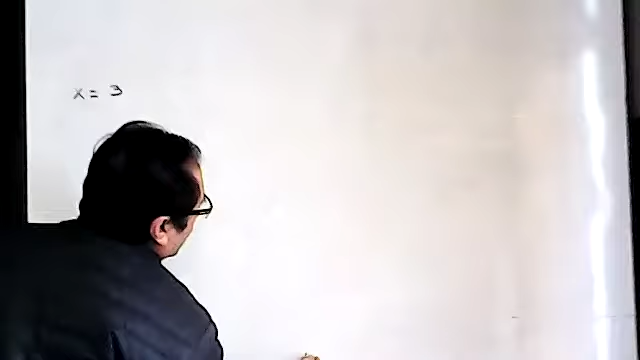 x = 3